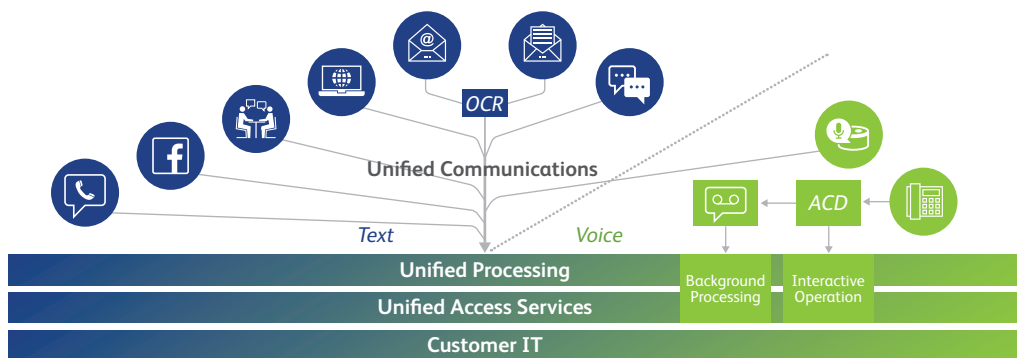 @
OCR
Unified Communications
ACD
Text
Voice
Unified Processing
Background
Processing
Interactive
Operation
Unified Access Services
Customer IT